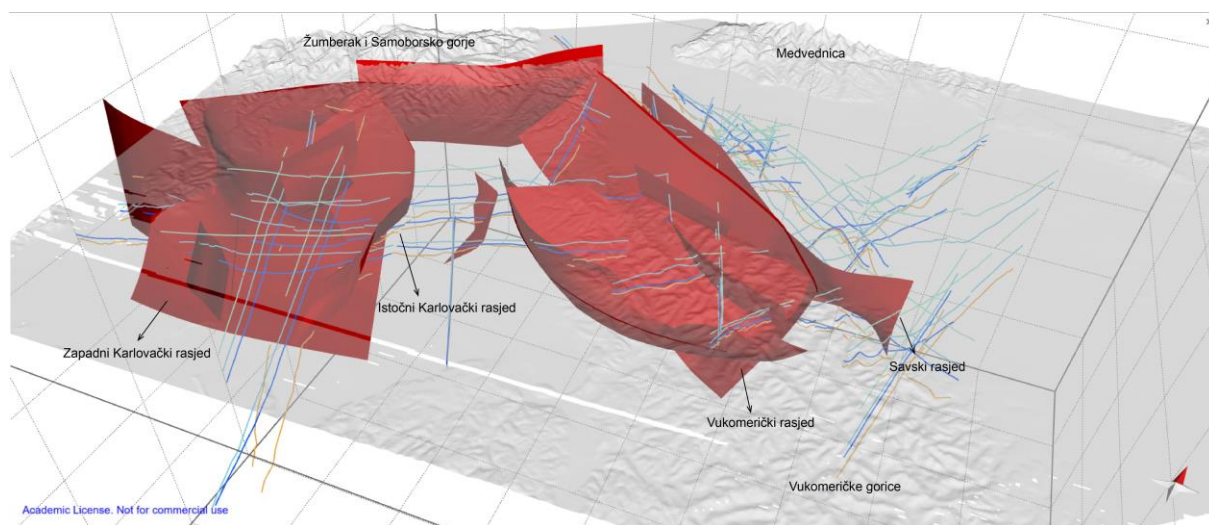 Žumberak i Samoborsko gorje
Medvednica
Istočni Karlovački rasjed
Zapadni Karlovački rasjed
Savski rasjed
Vukomerički rasjed
Vukomeričke gorice
Academic License. Not for commercial use